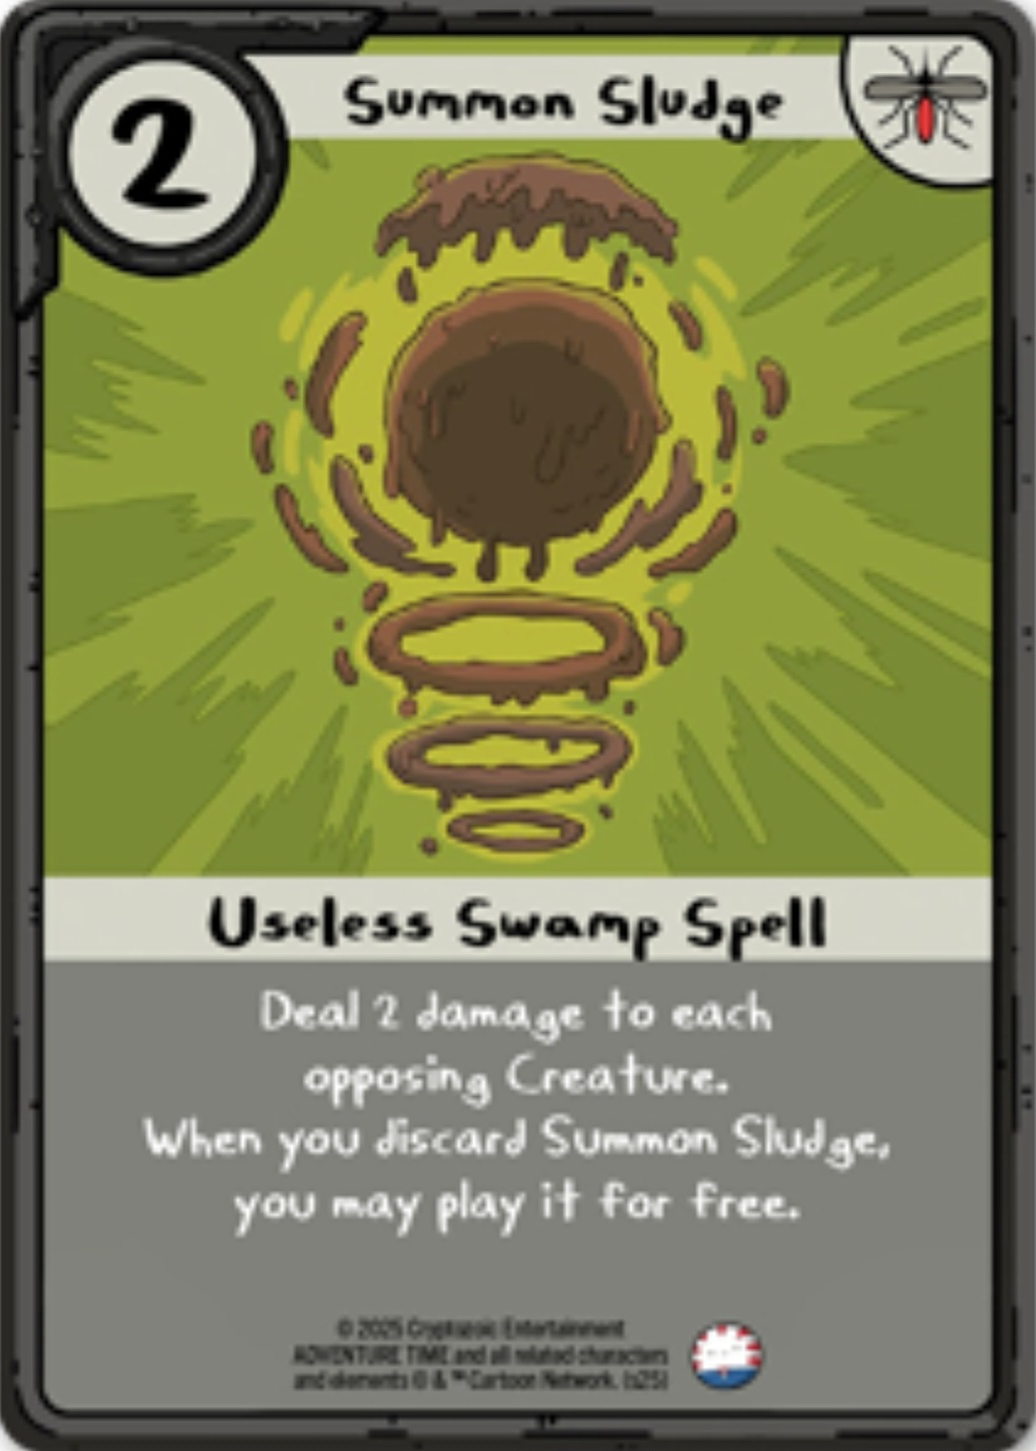 2
Summon Sludge
Useless Swamp Spell
Deal 2 damage to each
opposing Creature.
When you discard Summon Sludge,
you may play it for free.
© 2025 Cryptozoic Entertainment
ADVENTURE TIME and all related characters
and elements © & ™ Cartoon Network. (s25)